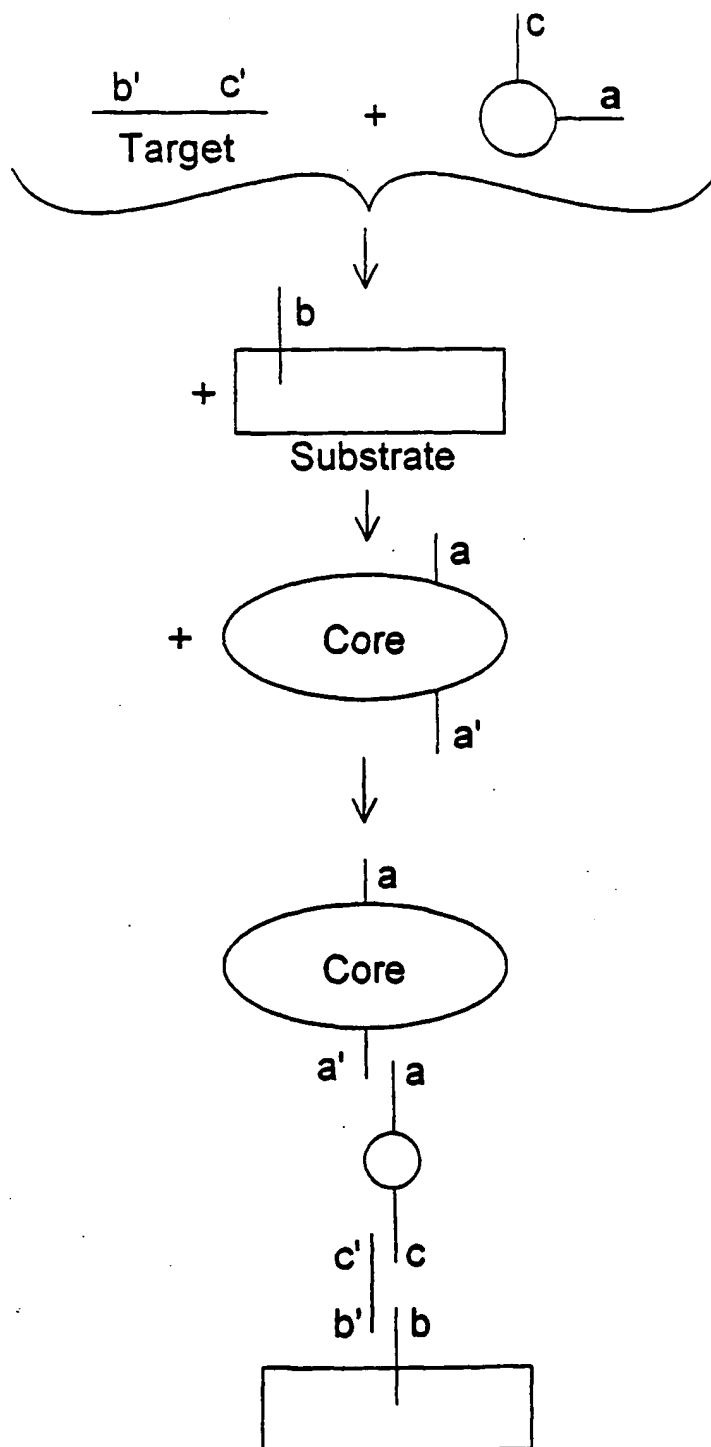 c
b' c' + a
Target
b
+
Substrate
a
+ Core
a'
a
Core
a' a
c' c
b' b